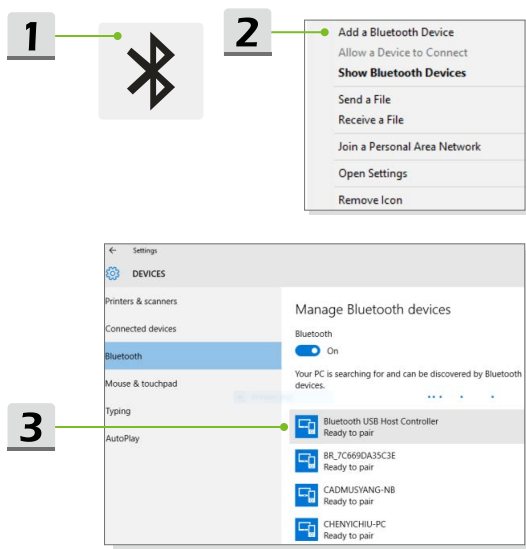 1
2
Add a Bluetooth Device
Allow a Device to Connect
Show Bluetooth Devices
Send a File
Receive a File
Join a Personal Area Network
Open Settings
Remove Icon
Settings
DEVICES
Printers & scanners
Connected devices
Bluetooth
Mouse & touchpad
Typing
AutoPlay
Manage Bluetooth devices
Bluetooth
On
Your PC is searching for and can be discovered by Bluetooth
devices.
3
Bluetooth USB Host Controller
Ready to pair
BR_7C669DA35C3E
Ready to pair
CADMUSYANG-NB
Ready to pair
CHENYICHIU-PC
Ready to pair